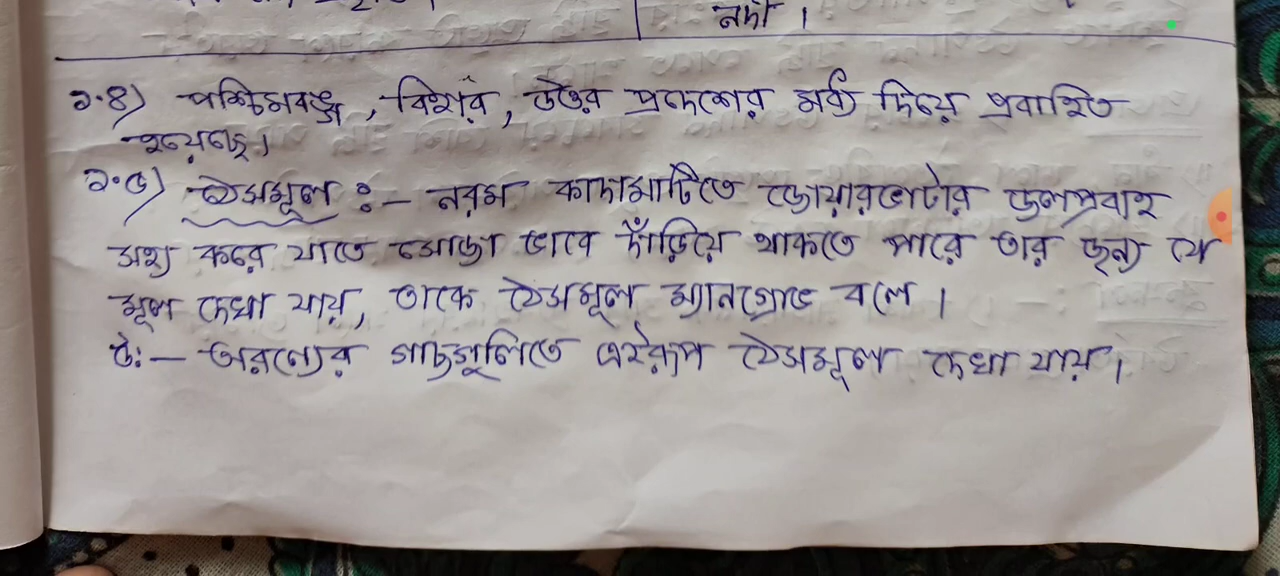 নদী ।
২.৪) পশ্চিমবঙ্গ, বিহার, উত্তর প্রদেশের মধ্য দিয়ে প্রবাহিত
হয়েছে।
২.৫) ঠেসমূল :- নরম কাদামাটিতে জোয়ারভাটার জলপ্রবাহ
সহ্য করে যাতে সোজা ভাবে দাঁড়িয়ে থাকতে পারে তার জন্য যে
মূল দেখা যায়, তাকে ঠেসমূল ম্যানগ্রোভ বলে ।
উঃ- অরণ্যের গাছগুলিতে এইরূপ ঠেসমূল দেখা যায়।